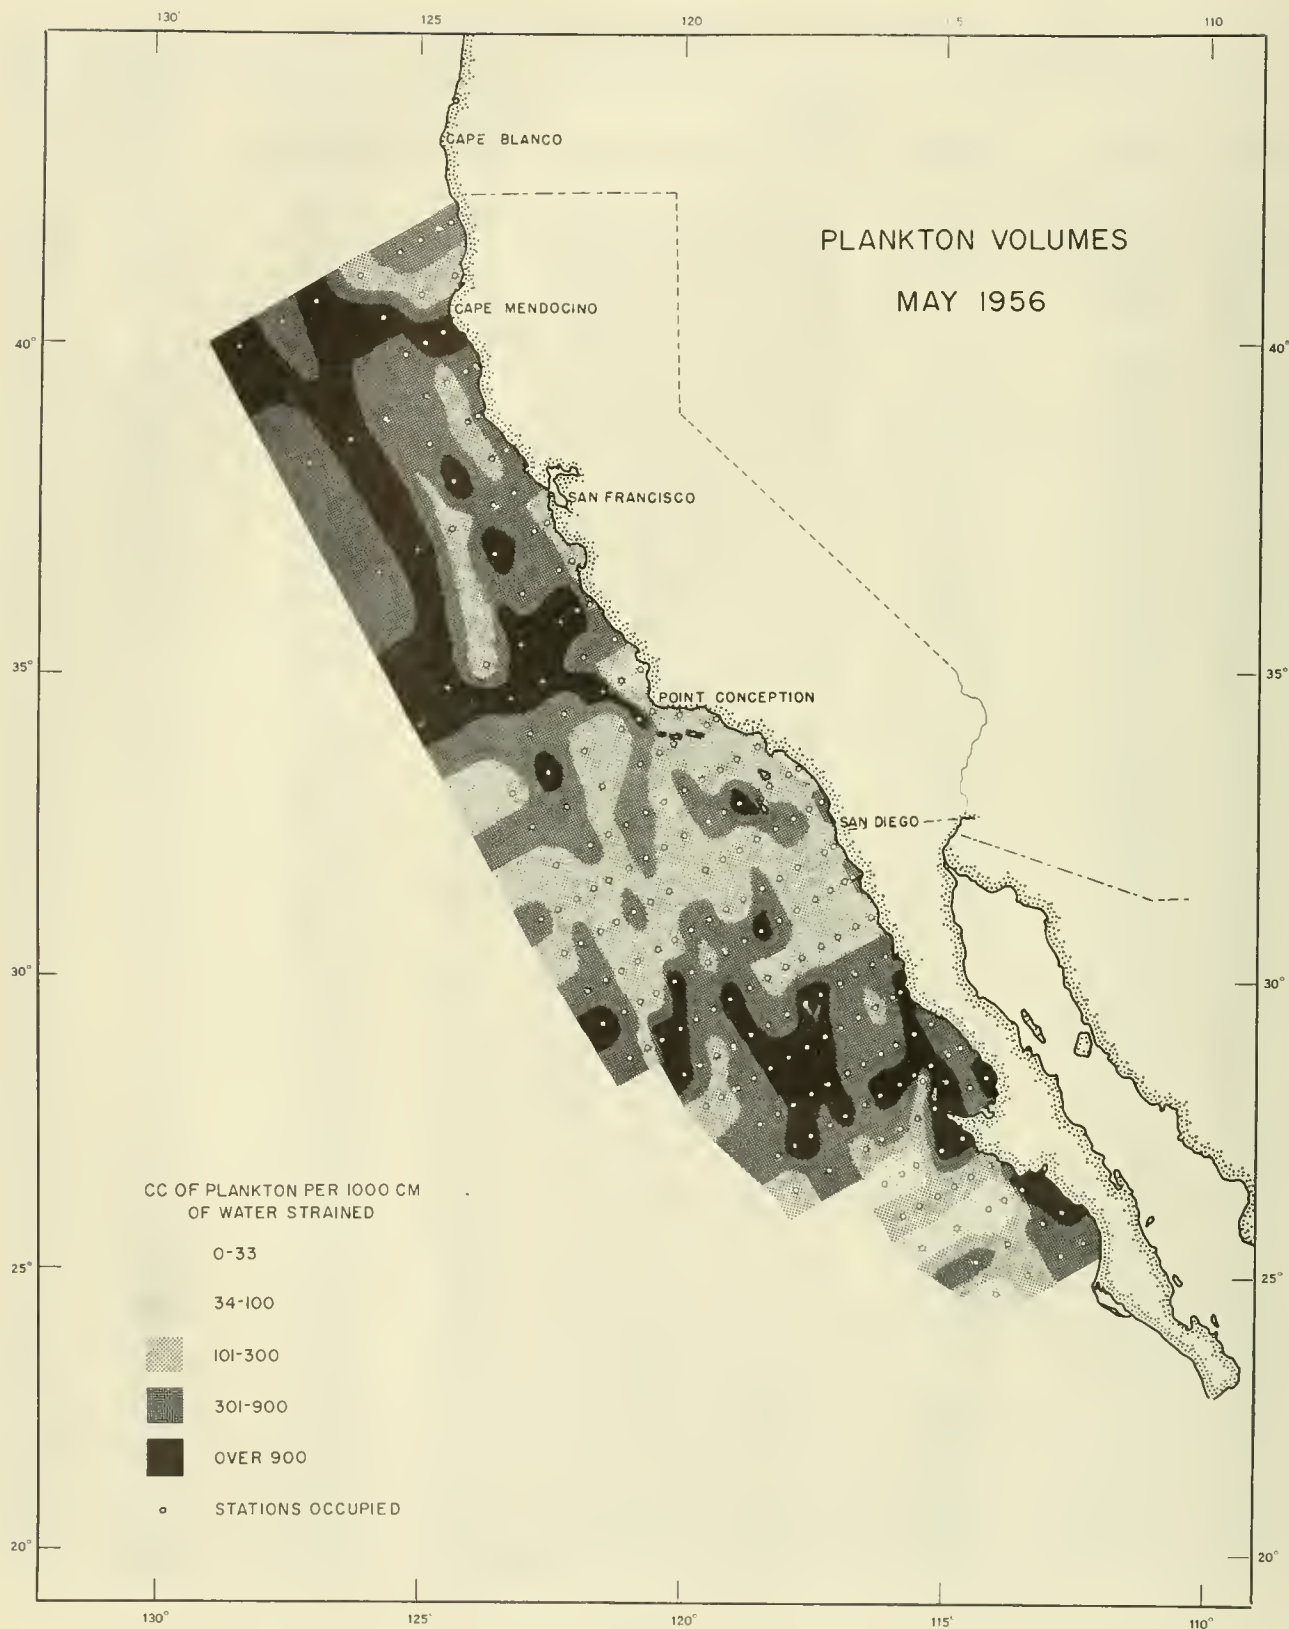 130°
125
120
115
110
CAPE BLANCO
PLANKTON VOLUMES
MAY 1956
CAPE MENDOCINO
40°
40°
SAN FRANCISCO
35°
35°
POINT CONCEPTION
SAN DIEGO
30°
30°
CC OF PLANKTON PER 1000 CM
OF WATER STRAINED
0-33
25°
25°
34-100
101-300
301-900
OVER 900
STATIONS OCCUPIED
20°
20°
130°
125°
120°
115°
110°